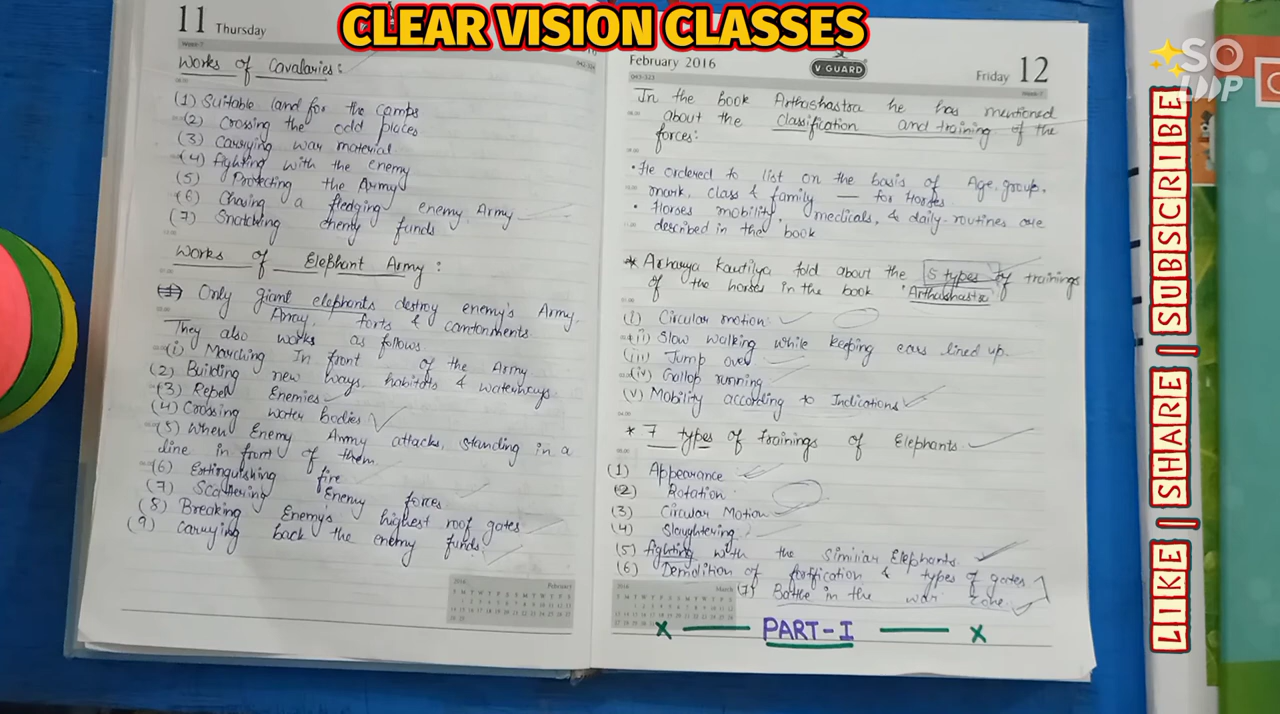 CLEAR VISION CLASSES
SO
LIKE | SHARE | SUBSCRIBE
11 Thursday
Week-7
Works of Cavalaries:
(1) Suitable land for the camps
(2) Crossing the odd places
(3) Carrying war material
(4) fighting with the enemy
(5) Protecting the Army
(6) Chasing a fledging enemy Army
(7) Snatching enemy funds
Works of Elephant Army:
Only giant elephants destroy enemy's Army,
Array, forts & cantonments.
They also works as follows
(i) Marching In front of the Army
(2) Building new ways, habitats & waterways
(3) Repel Enemies
(4) Crossing water bodies
(5) When Enemy Army attacks, standing in a
line in front of them
(6) Extinguishing fire
(7) Scattering Enemy forces
(8) Breaking Enemy's highest roof gates
(9) Carrying back the enemy funds.
February 2016
V-GUARD
Friday 12
043-323
Week-7
In the book Arthashastra he has mentioned
about the classification and training of the
forces:
• He ordered to list on the basis of Age, group,
mark, class & family — for Horses
• Horses mobility, medicals, & daily-routines are
described in the book
* Acharya Kautilya told about the 5 types of trainings
of the horses in the book 'Arthashastra'
(i) Circular motion
(ii) Slow walking while keeping ears lined up.
(iii) Jump over
(iv) Gallop running
(v) Mobility according to Indications
* 7 types of trainings of Elephants
(1) Appearance
(2) Rotation
(3) Circular Motion
(4) Slaughtering
(5) fighting with the similiar Elephants
(6) Demolition of fortification & types of gates
(7) Battle in the war zone
x — PART-I — x